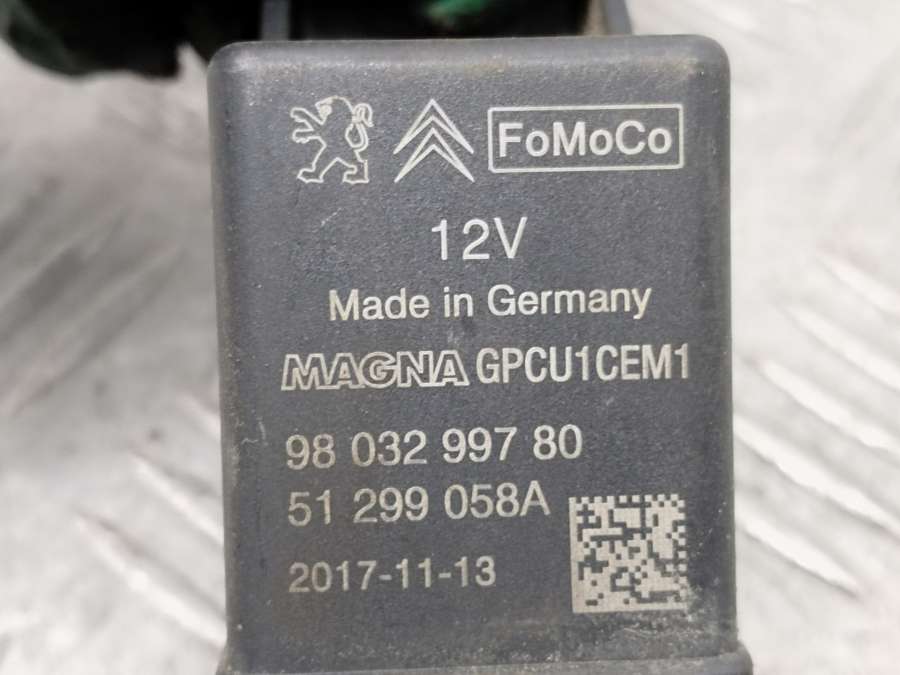 FoMoCo
12V
Made in Germany
MAGNA GPCU1CEM1
98 032 997 80
51 299 058A
2017-11-13